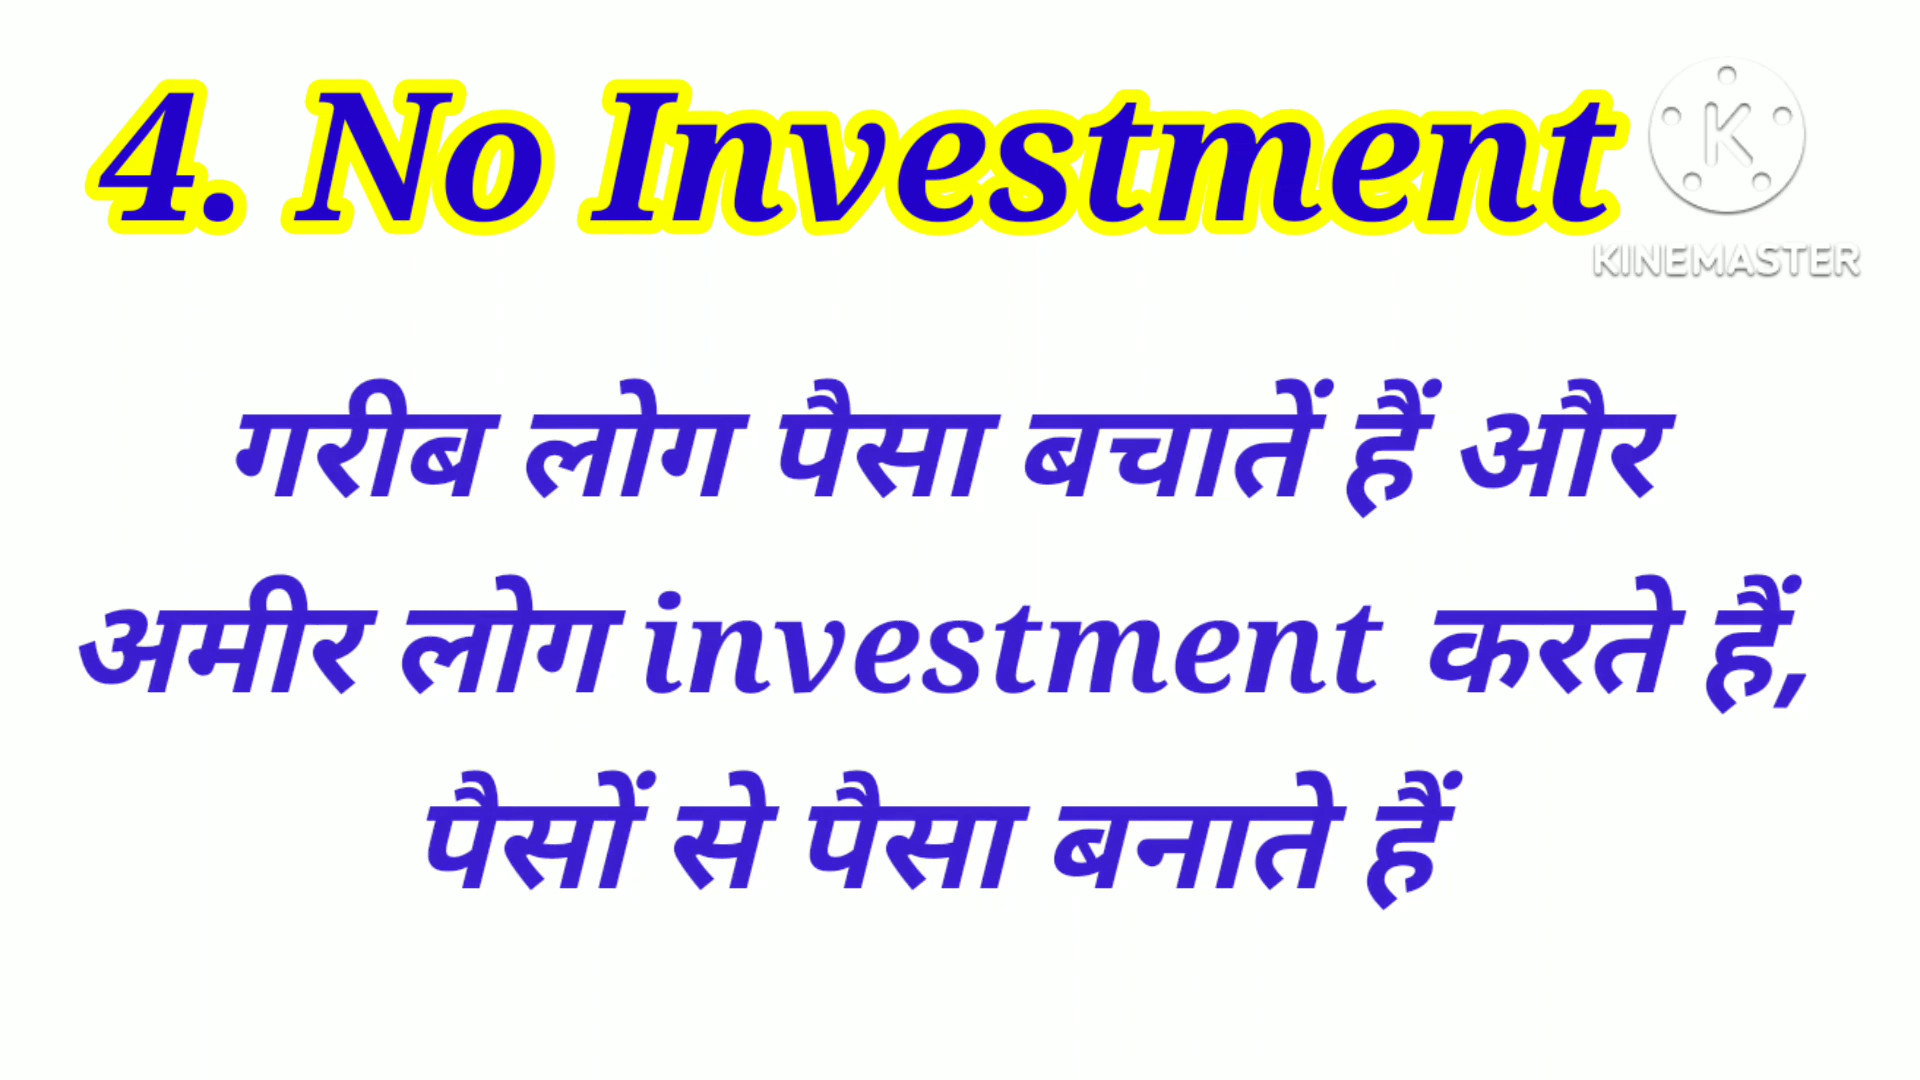 4. No Investment
KINEMASTER
गरीब लोग पैसा बचातें हैं और
अमीर लोग investment करते हैं,
पैसों से पैसा बनाते हैं